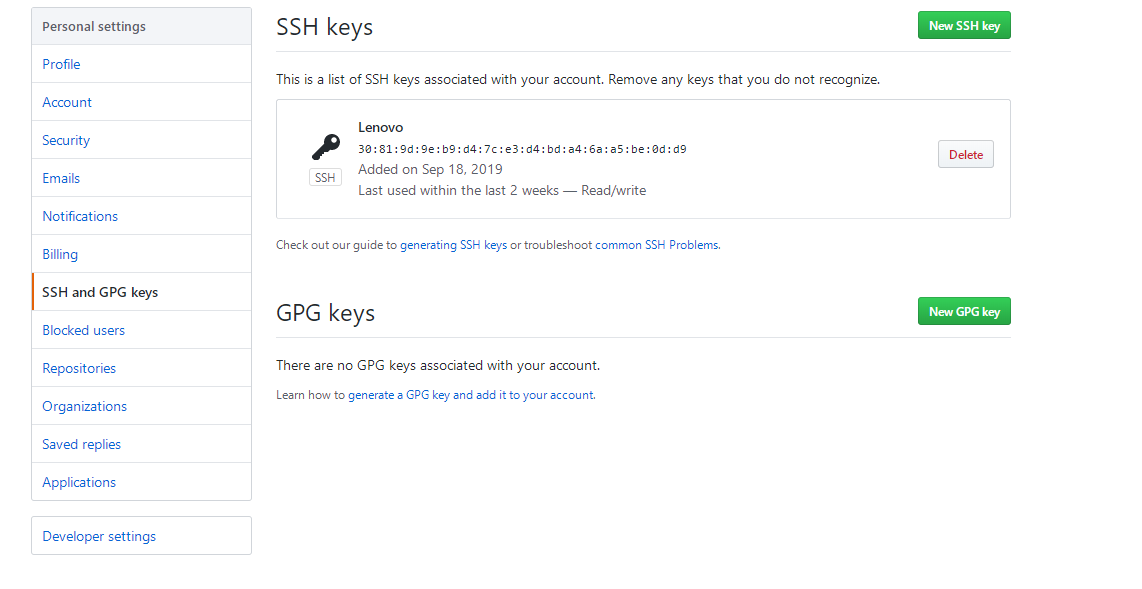 Personal settings
Profile
Account
Security
Emails
Notifications
Billing
SSH and GPG keys
Blocked users
Repositories
Organizations
Saved replies
Applications
Developer settings
SSH keys
New SSH key
This is a list of SSH keys associated with your account. Remove any keys that you do not recognize.
Lenovo
30:81:9d:9e:b9:d4:7c:e3:d4:bd:a4:6a:a5:be:0d:d9
Added on Sep 18, 2019
Last used within the last 2 weeks — Read/write
SSH
Delete
Check out our guide to generating SSH keys or troubleshoot common SSH Problems.
GPG keys
New GPG key
There are no GPG keys associated with your account.
Learn how to generate a GPG key and add it to your account.